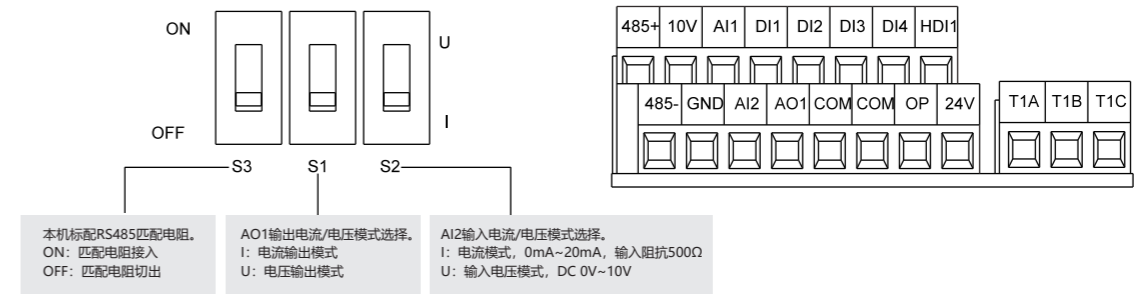 ON
OFF
U
I
S3 S1 S2
本机标配RS485匹配电阻。
ON：匹配电阻接入
OFF：匹配电阻切出
AO1输出电流/电压模式选择。
I：电流输出模式
U：电压输出模式
AI2输入电流/电压模式选择。
I：电流模式，0mA~20mA，输入阻抗500Ω
U：输入电压模式，DC 0V~10V
485+ 10V AI1 DI1 DI2 DI3 DI4 HDI1
485- GND AI2 AO1 COM COM OP 24V
T1A T1B T1C